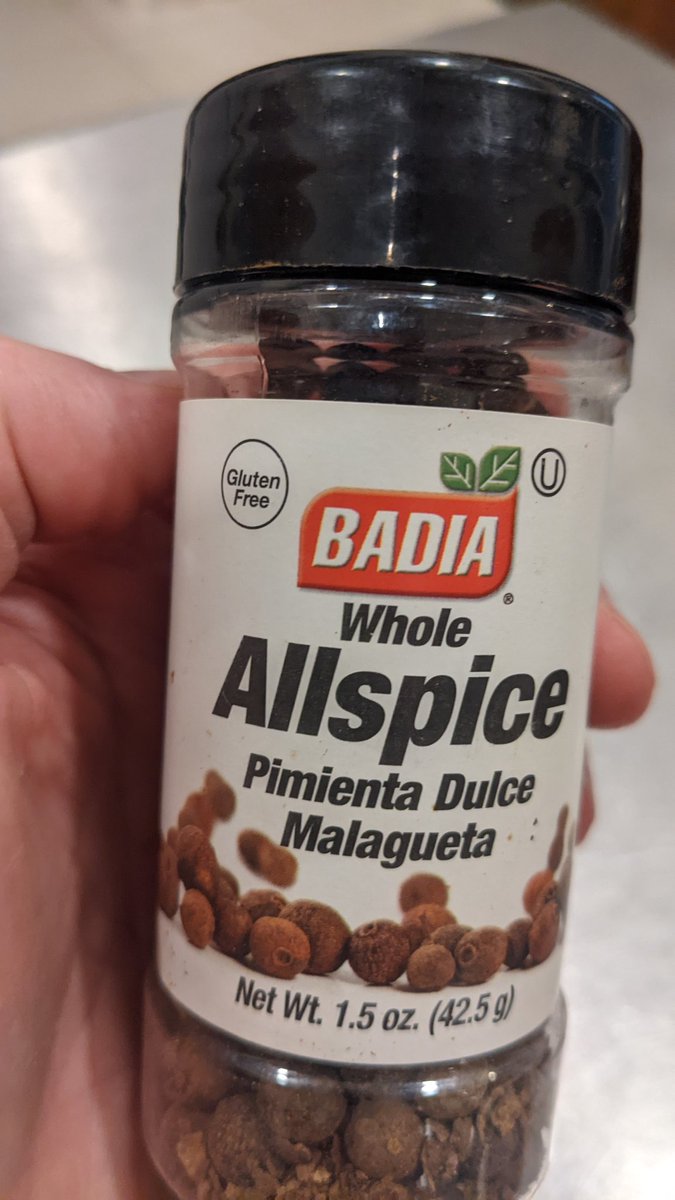 Gluten
Free
U
BADIA
®
Whole
Allspice
Pimienta Dulce
Malagueta
Net Wt. 1.5 oz. (42.5 g)